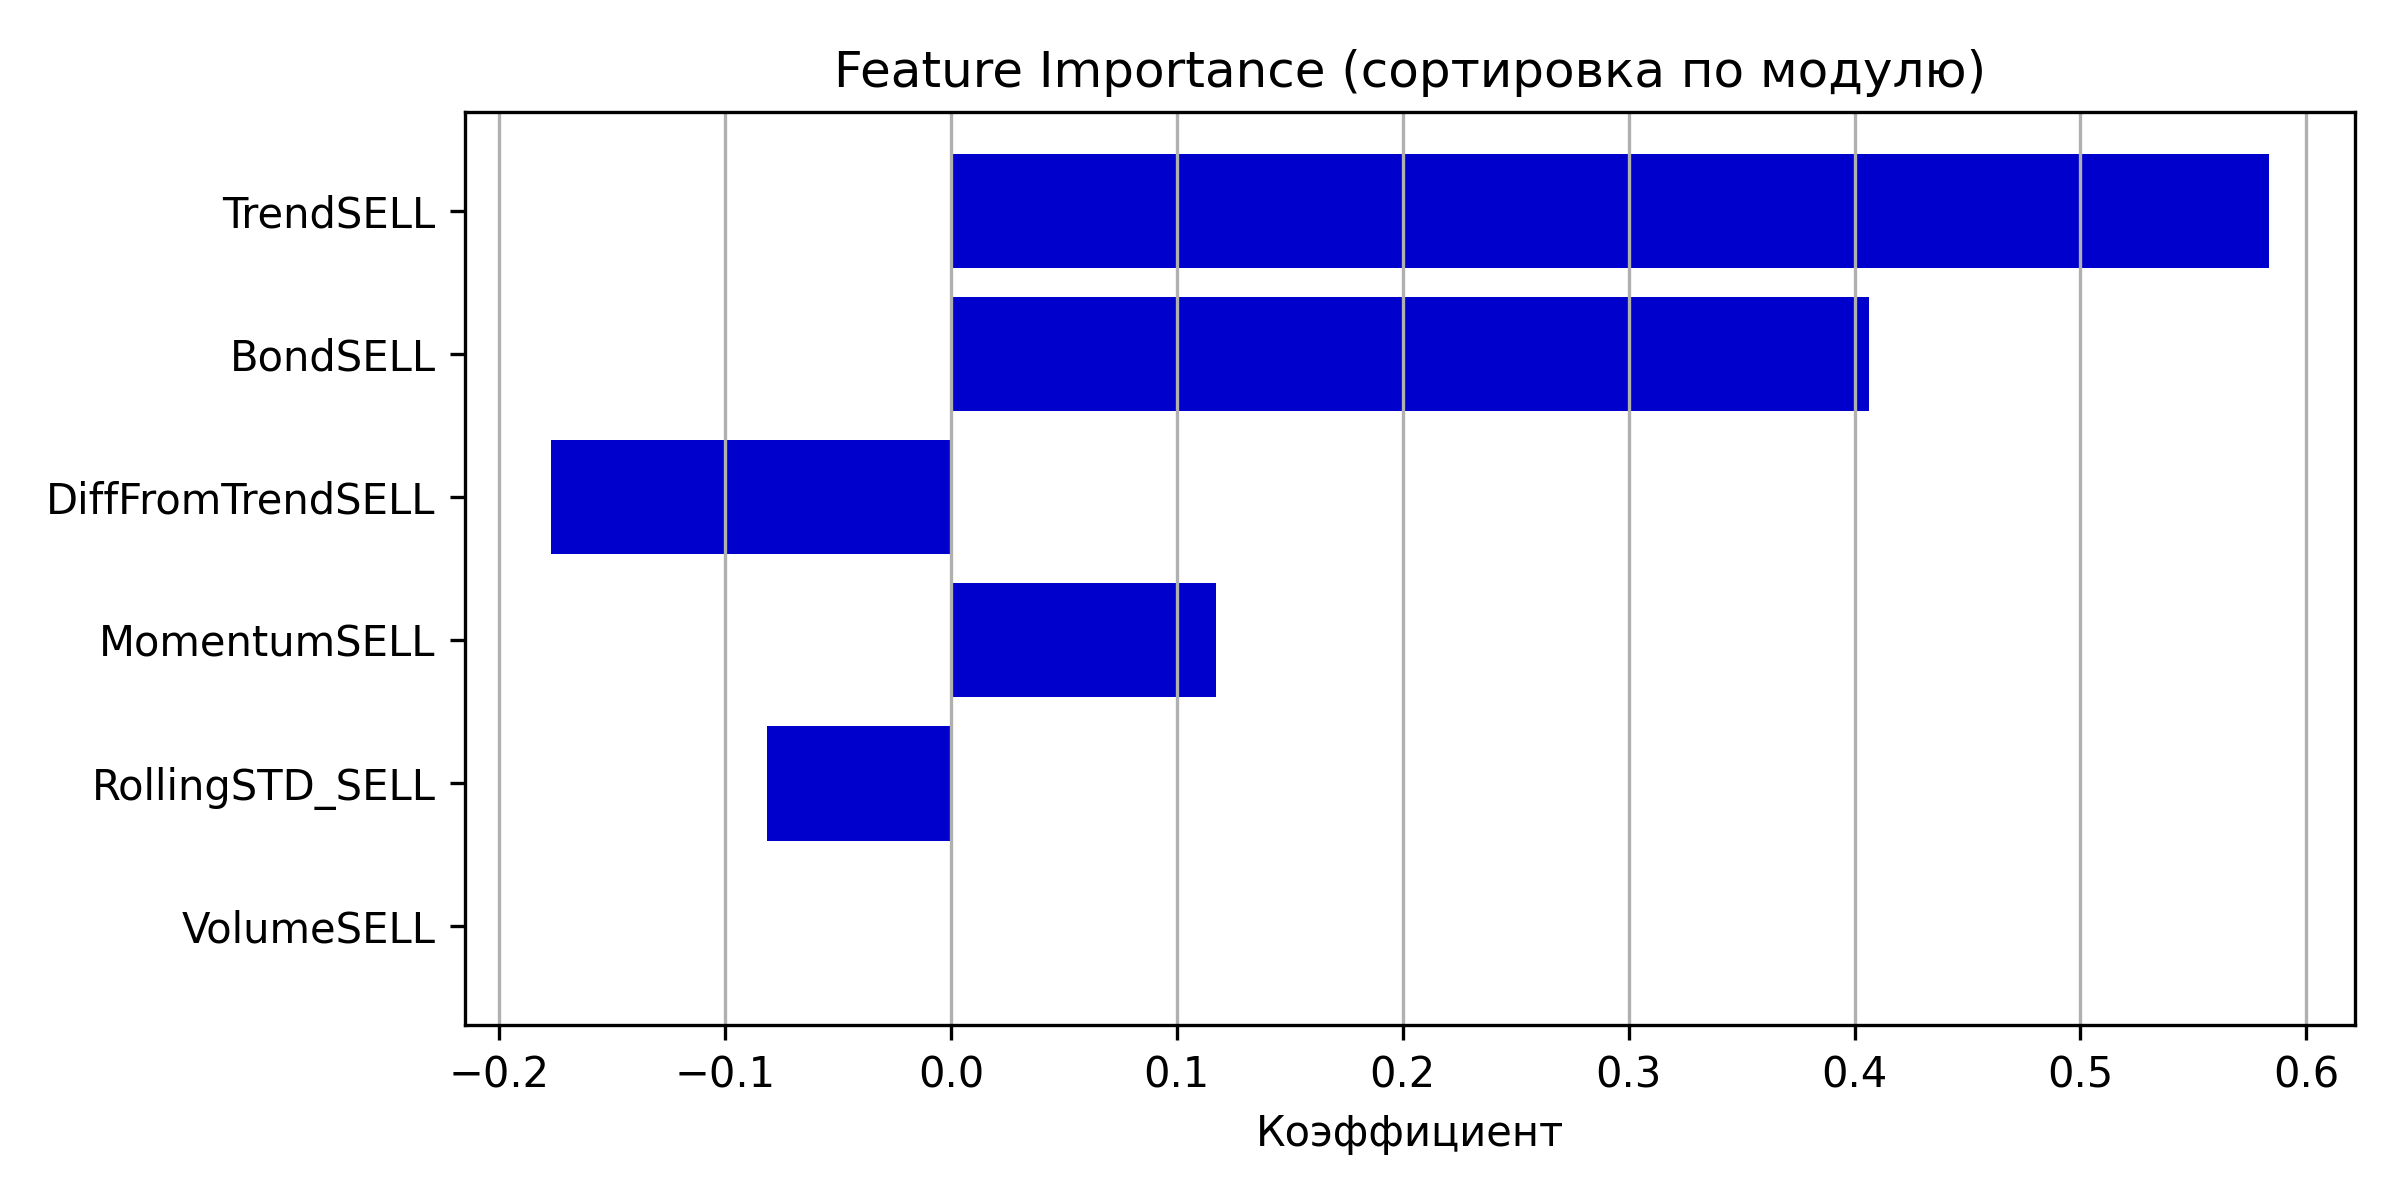 Feature Importance (сортировка по модулю)
TrendSELL
BondSELL
DiffFromTrendSELL
MomentumSELL
RollingSTD_SELL
VolumeSELL
−0.2 −0.1 0.0 0.1 0.2 0.3 0.4 0.5 0.6
Коэффициент